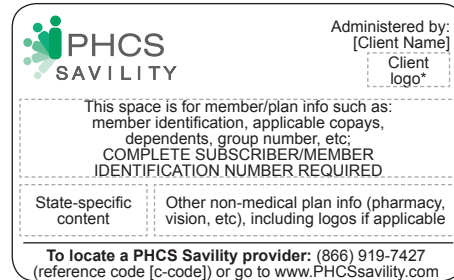 PHCS
SAVILITY
Administered by:
[Client Name]
Client
logo*
This space is for member/plan info such as:
member identification, applicable copays,
dependents, group number, etc;
COMPLETE SUBSCRIBER/MEMBER
IDENTIFICATION NUMBER REQUIRED
State-specific
content
Other non-medical plan info (pharmacy,
vision, etc), including logos if applicable
To locate a PHCS Savility provider: (866) 919-7427
(reference code [c-code]) or go to www.PHCSsavility.com